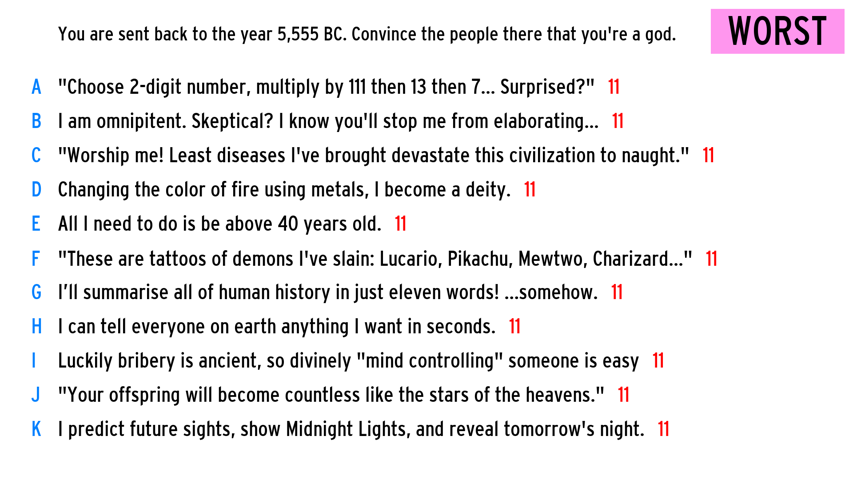 You are sent back to the year 5,555 BC. Convince the people there that you're a god.
WORST
A "Choose 2-digit number, multiply by 111 then 13 then 7... Surprised?" 11
B I am omnipitent. Skeptical? I know you'll stop me from elaborating... 11
C "Worship me! Least diseases I've brought devastate this civilization to naught." 11
D Changing the color of fire using metals, I become a deity. 11
E All I need to do is be above 40 years old. 11
F "These are tattoos of demons I've slain: Lucario, Pikachu, Mewtwo, Charizard..." 11
G I'll summarise all of human history in just eleven words! ...somehow. 11
H I can tell everyone on earth anything I want in seconds. 11
I Luckily bribery is ancient, so divinely "mind controlling" someone is easy 11
J "Your offspring will become countless like the stars of the heavens." 11
K I predict future sights, show Midnight Lights, and reveal tomorrow's night. 11